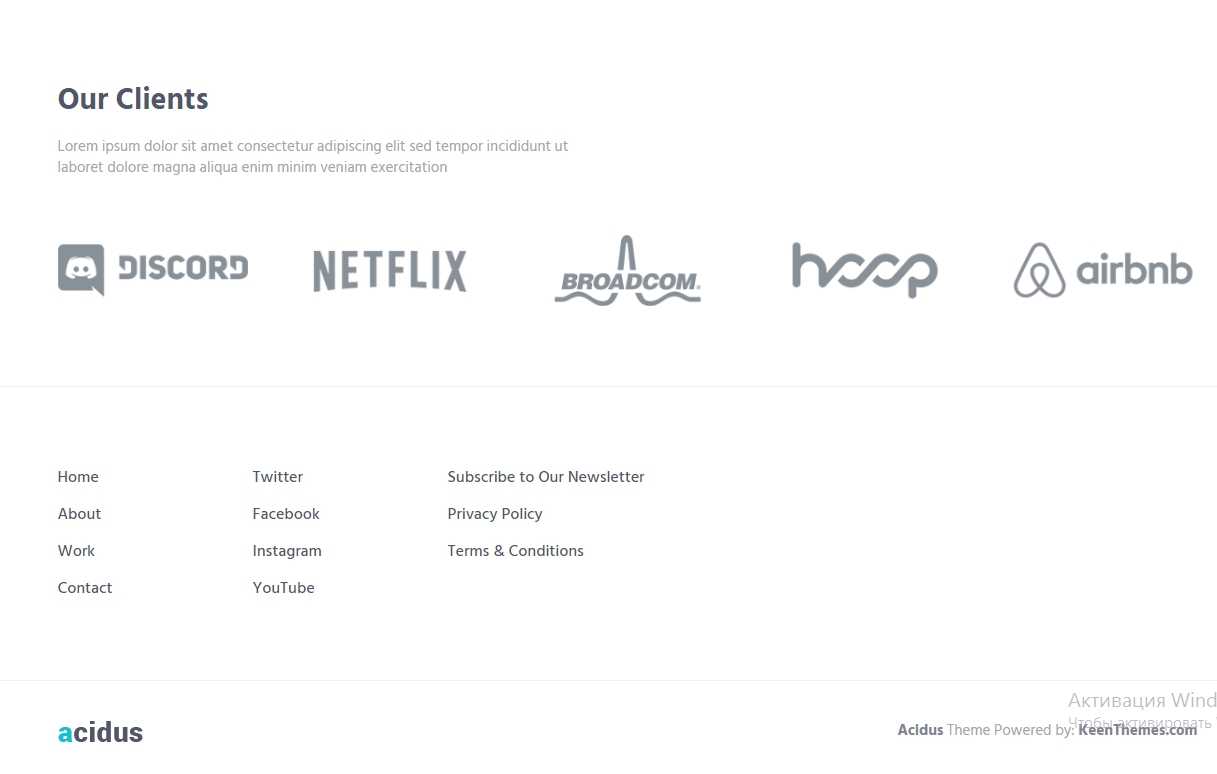 Our Clients
Lorem ipsum dolor sit amet consectetur adipiscing elit sed tempor incididunt ut
laboret dolore magna aliqua enim minim veniam exercitation
DISCORD NETFLIX BROADCOM. hooop airbnb
Home Twitter Subscribe to Our Newsletter
About Facebook Privacy Policy
Work Instagram Terms & Conditions
Contact YouTube
Активация Wind
Чтобы активировать
acidus
AcIdus Theme Powered by: KeenThemes.com